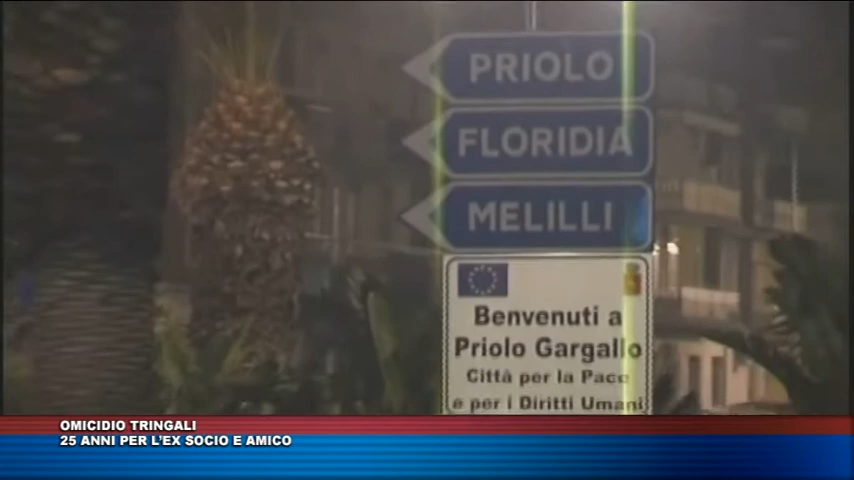 PRIOLO
FLORIDIA
MELILLI
Benvenuti a
Priolo Gargallo
Città per la Pace
e per i Diritti Umani
OMICIDIO TRINGALI
25 ANNI PER L'EX SOCIO E AMICO